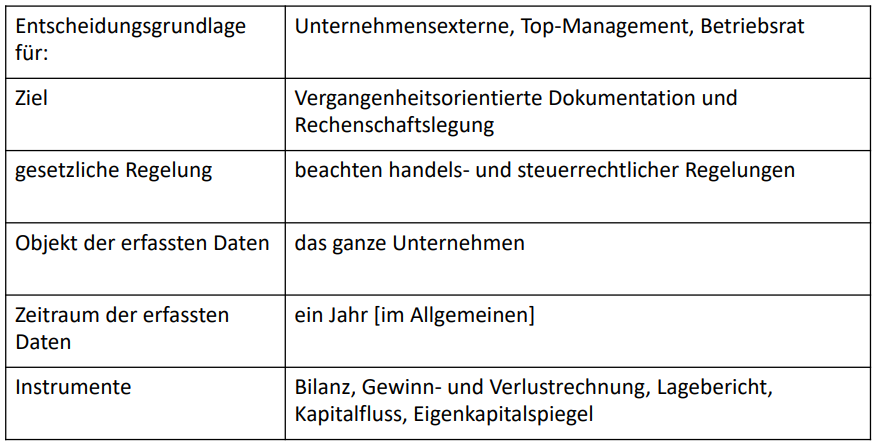 Entscheidungsgrundlage
für:
Unternehmensexterne, Top-Management, Betriebsrat
Ziel
Vergangenheitsorientierte Dokumentation und
Rechenschaftslegung
gesetzliche Regelung
beachten handels- und steuerrechtlicher Regelungen
Objekt der erfassten Daten
das ganze Unternehmen
Zeitraum der erfassten
Daten
ein Jahr [im Allgemeinen]
Instrumente
Bilanz, Gewinn- und Verlustrechnung, Lagebericht,
Kapitalfluss, Eigenkapitalspiegel